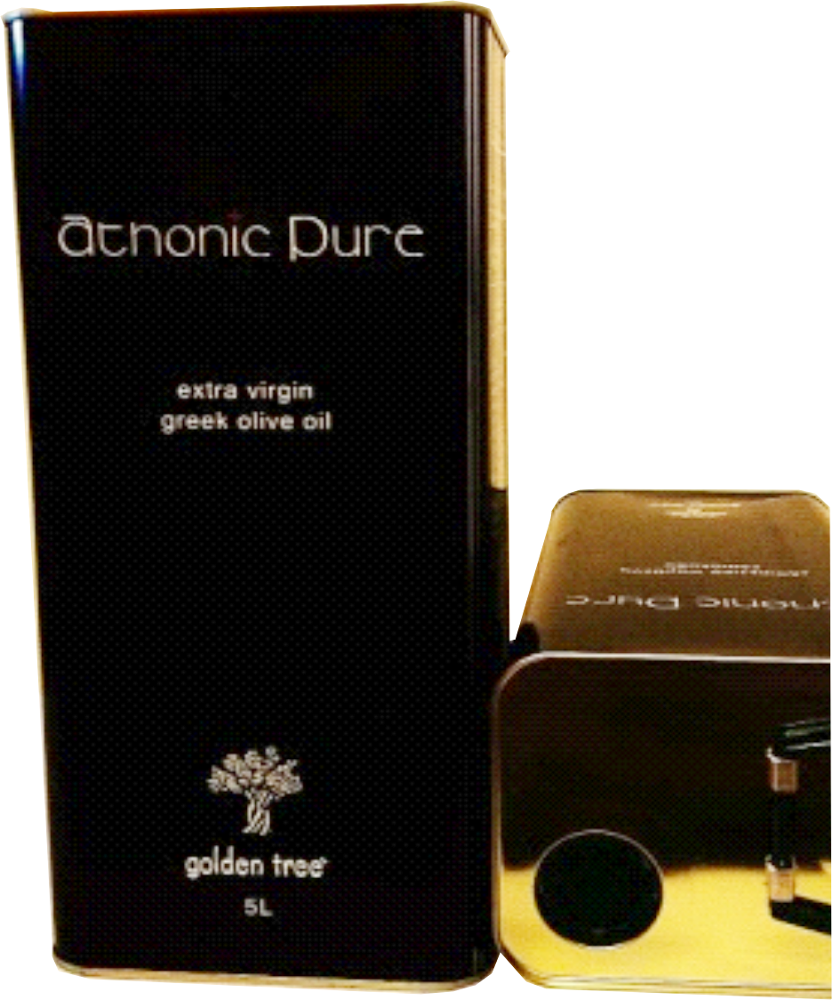 athonic pure
extra virgin
greek olive oil
golden tree
5L